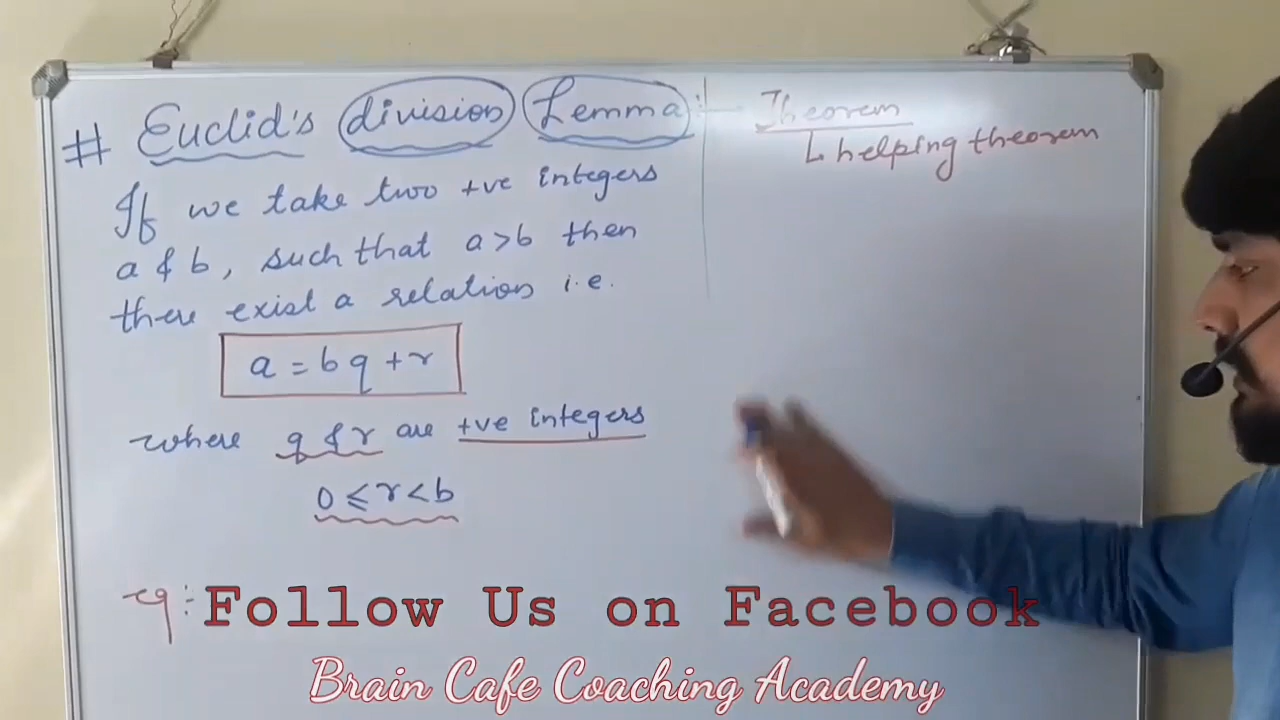 # Euclid's division Lemma :-
If we take two +ve integers
a & b, such that a>b then
there exist a relation i.e.
a = bq + r
where q & r are +ve integers
0 ≤ r < b
eg :-
Theorem
↳ helping theorem
Follow Us on Facebook
Brain Cafe Coaching Academy